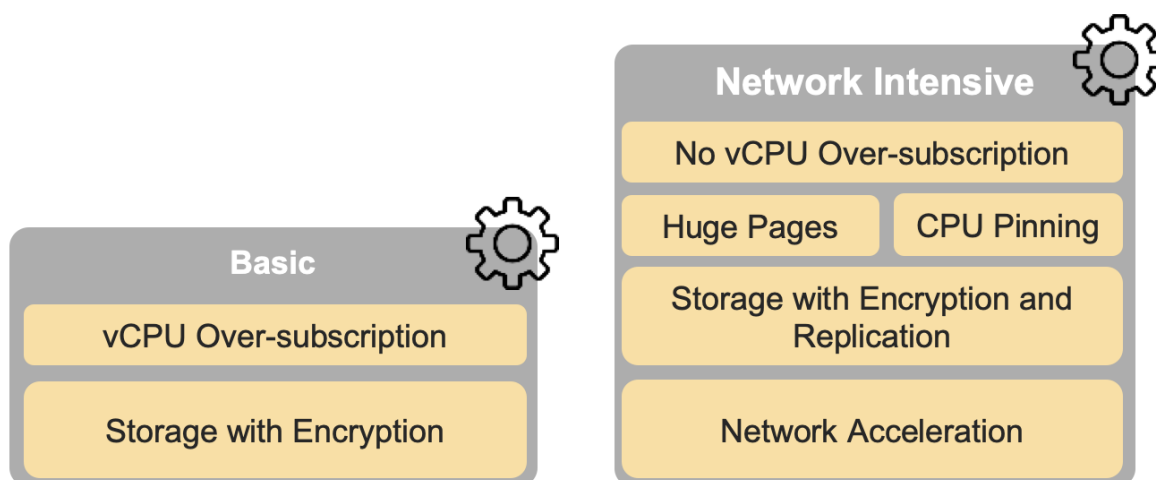 Basic
vCPU Over-subscription
Storage with Encryption
Network Intensive
No vCPU Over-subscription
Huge Pages
CPU Pinning
Storage with Encryption and
Replication
Network Acceleration